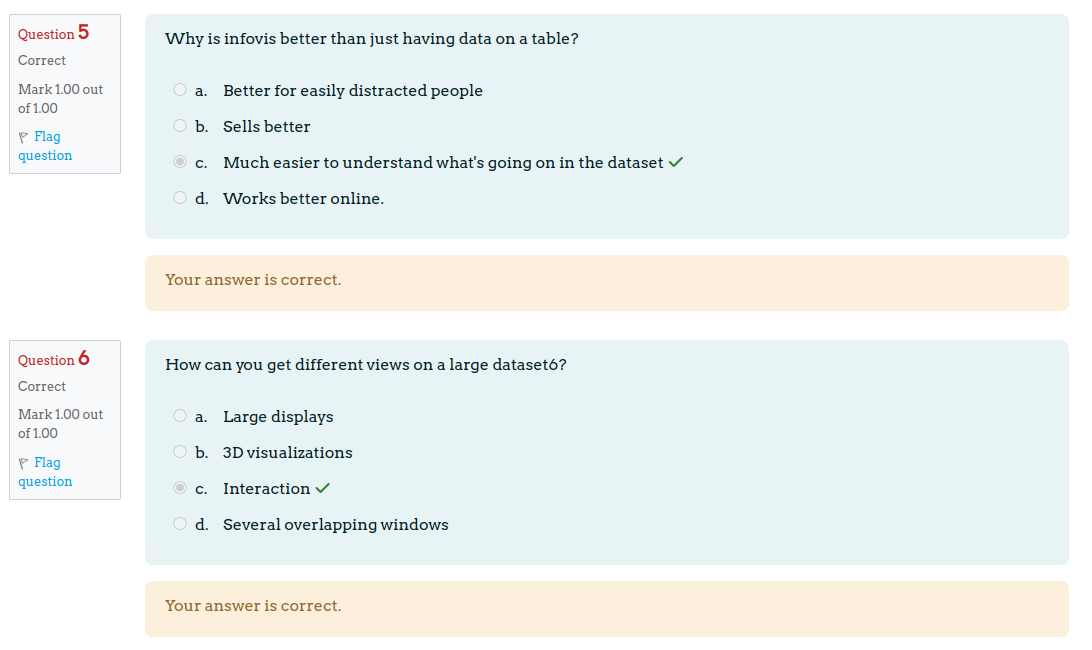 Question 5
Correct
Mark 1.00 out
of 1.00
Flag
question
Why is infovis better than just having data on a table?
a. Better for easily distracted people
b. Sells better
c. Much easier to understand what's going on in the dataset
d. Works better online.
Your answer is correct.
Question 6
Correct
Mark 1.00 out
of 1.00
Flag
question
How can you get different views on a large dataset6?
a. Large displays
b. 3D visualizations
c. Interaction
d. Several overlapping windows
Your answer is correct.